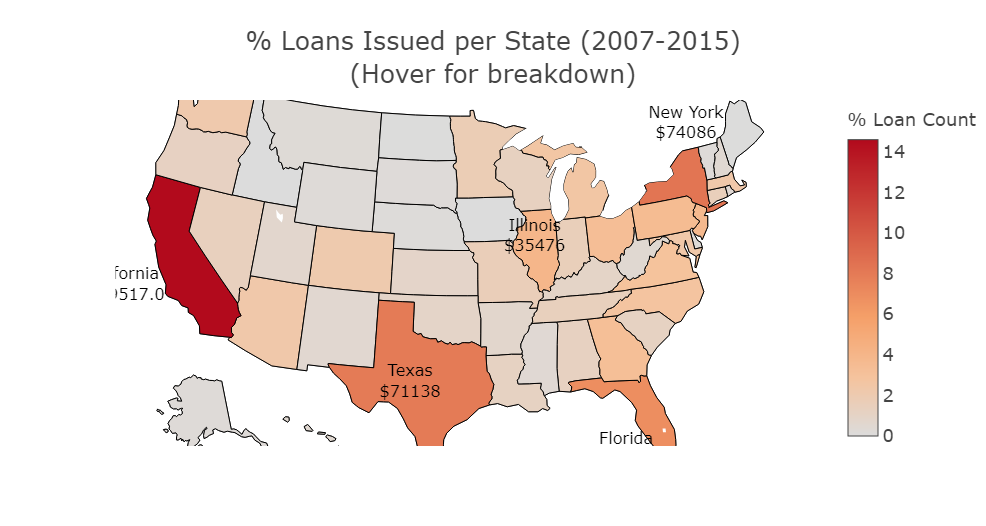 % Loans Issued per State (2007-2015)
(Hover for breakdown)
New York
$74086
% Loan Count
14
12
10
8
6
4
2
0
Illinois
$35476
fornia
9517.0
Texas
$71138
Florida